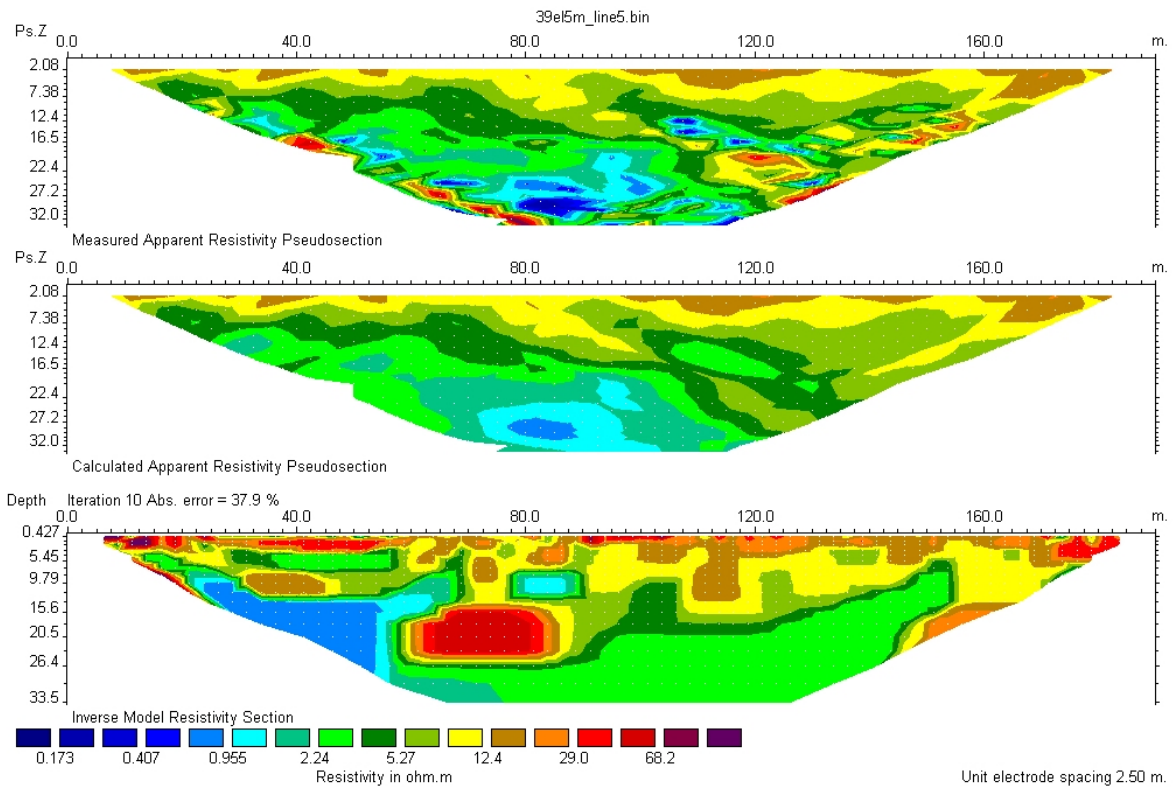 39el5m_line5.bin
Ps.Z 0.0 40.0 80.0 120.0 160.0 m.
2.08
7.38
12.4
16.5
22.4
27.2
32.0
Measured Apparent Resistivity Pseudosection
Ps.Z 0.0 40.0 80.0 120.0 160.0 m.
2.08
7.38
12.4
16.5
22.4
27.2
32.0
Calculated Apparent Resistivity Pseudosection
Depth Iteration 10 Abs. error = 37.9 %
0.0 40.0 80.0 120.0 160.0 m.
0.427
5.45
9.79
15.6
20.5
26.4
33.5
Inverse Model Resistivity Section
0.173 0.407 0.955 2.24 5.27 12.4 29.0 68.2
Resistivity in ohm.m Unit electrode spacing 2.50 m.